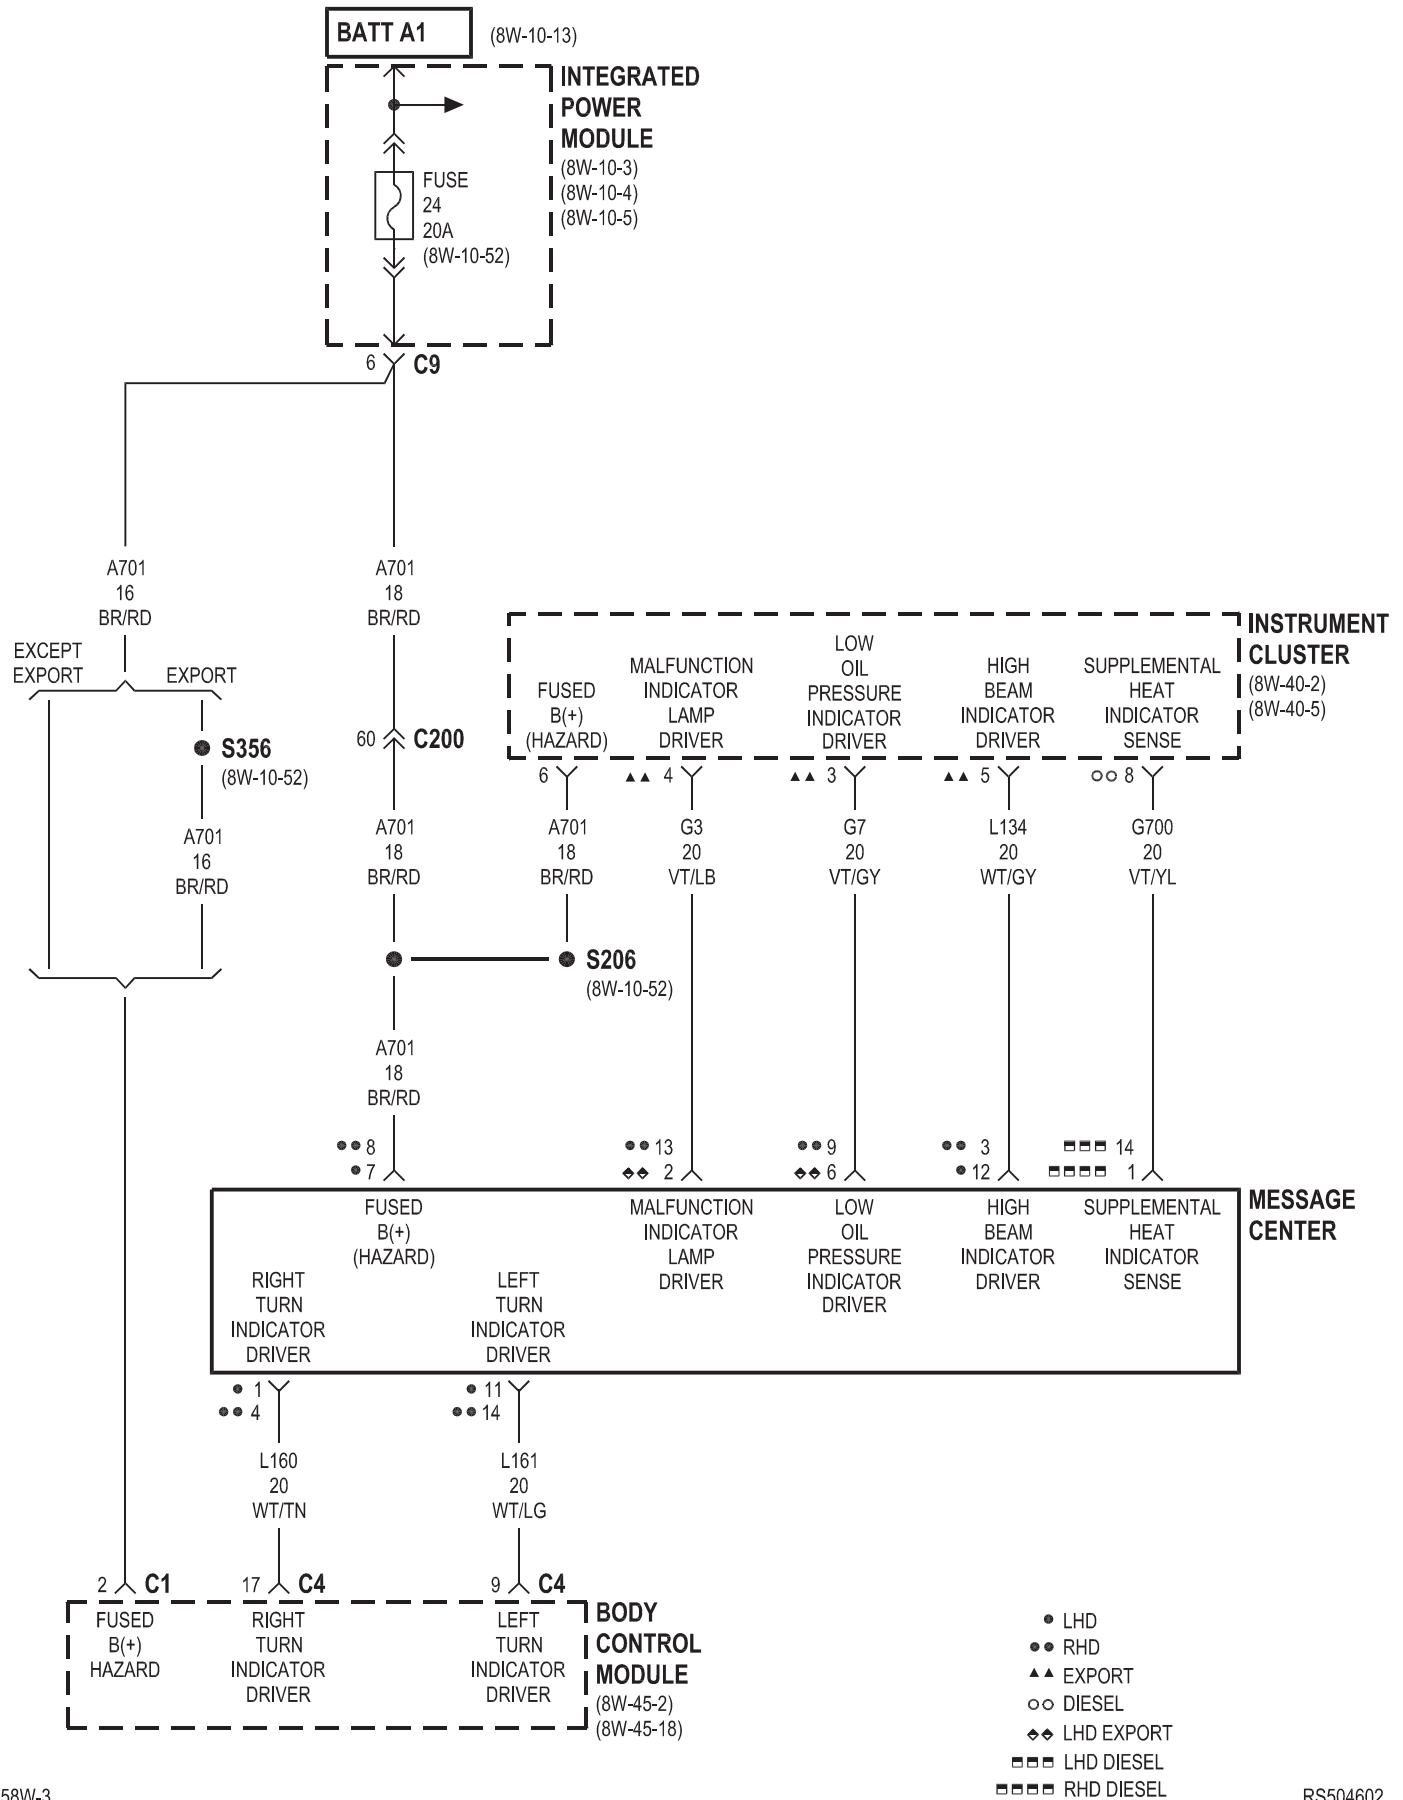 BATT A1 (8W-10-13)
INTEGRATED
POWER
MODULE
(8W-10-3)
(8W-10-4)
(8W-10-5)
FUSE
24
20A
(8W-10-52)
6 C9
A701
16
BR/RD
A701
18
BR/RD
EXCEPT
EXPORT
EXPORT
S356
(8W-10-52)
A701
16
BR/RD
60 C200
A701
18
BR/RD
INSTRUMENT
CLUSTER
(8W-40-2)
(8W-40-5)
FUSED
B(+)
(HAZARD)
MALFUNCTION
INDICATOR
LAMP
DRIVER
LOW
OIL
PRESSURE
INDICATOR
DRIVER
HIGH
BEAM
INDICATOR
DRIVER
SUPPLEMENTAL
HEAT
INDICATOR
SENSE
6 4 3 5 8
A701
18
BR/RD
G3
20
VT/LB
G7
20
VT/GY
L134
20
WT/GY
G700
20
VT/YL
S206
(8W-10-52)
A701
18
BR/RD
8 13 9 3 14
7 2 6 12 1
MESSAGE
CENTER
FUSED
B(+)
(HAZARD)
MALFUNCTION
INDICATOR
LAMP
DRIVER
LOW
OIL
PRESSURE
INDICATOR
DRIVER
HIGH
BEAM
INDICATOR
DRIVER
SUPPLEMENTAL
HEAT
INDICATOR
SENSE
RIGHT
TURN
INDICATOR
DRIVER
LEFT
TURN
INDICATOR
DRIVER
1 11
4 14
L160
20
WT/TN
L161
20
WT/LG
2 C1 17 C4 9 C4
FUSED
B(+)
HAZARD
RIGHT
TURN
INDICATOR
DRIVER
LEFT
TURN
INDICATOR
DRIVER
BODY
CONTROL
MODULE
(8W-45-2)
(8W-45-18)
LHD
RHD
EXPORT
DIESEL
LHD EXPORT
LHD DIESEL
RHD DIESEL
58W-3 RS504602